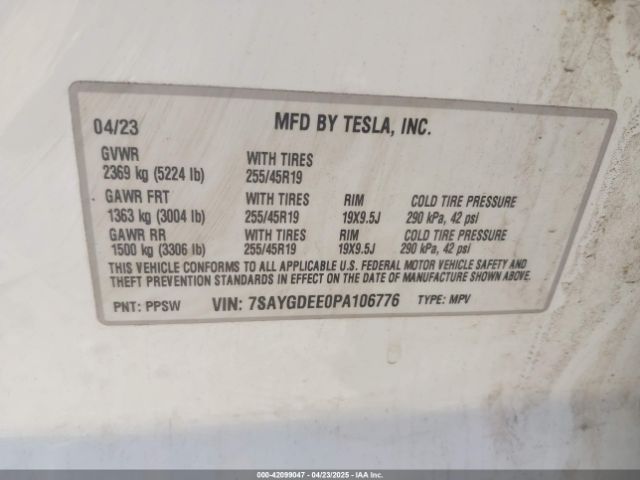 04/23 MFD BY TESLA, INC.
GVWR
2369 kg (5224 lb)
WITH TIRES
255/45R19
GAWR FRT WITH TIRES RIM COLD TIRE PRESSURE
1363 kg (3004 lb) 255/45R19 19X9.5J 290 kPa, 42 psi
GAWR RR WITH TIRES RIM COLD TIRE PRESSURE
1500 kg (3306 lb) 255/45R19 19X9.5J 290 kPa, 42 psi
THIS VEHICLE CONFORMS TO ALL APPLICABLE U.S. FEDERAL MOTOR VEHICLE SAFETY AND
THEFT PREVENTION STANDARDS IN EFFECT ON THE DATE OF MANUFACTURE SHOWN ABOVE.
PNT: PPSW VIN: 7SAYGDEE0PA106776 TYPE: MPV
000-42099047 - 04/23/2025 - IAA Inc.